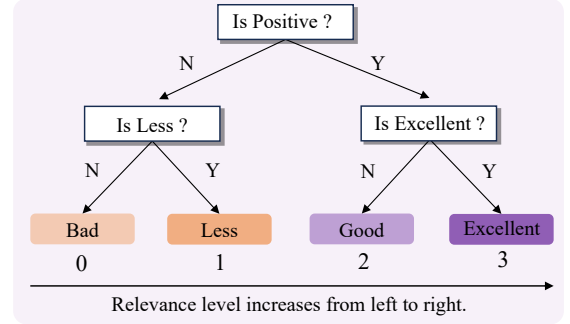 Is Positive ?
N
Y
Is Less ?
Is Excellent ?
N
Y
N
Y
Bad
Less
Good
Excellent
0
1
2
3
Relevance level increases from left to right.